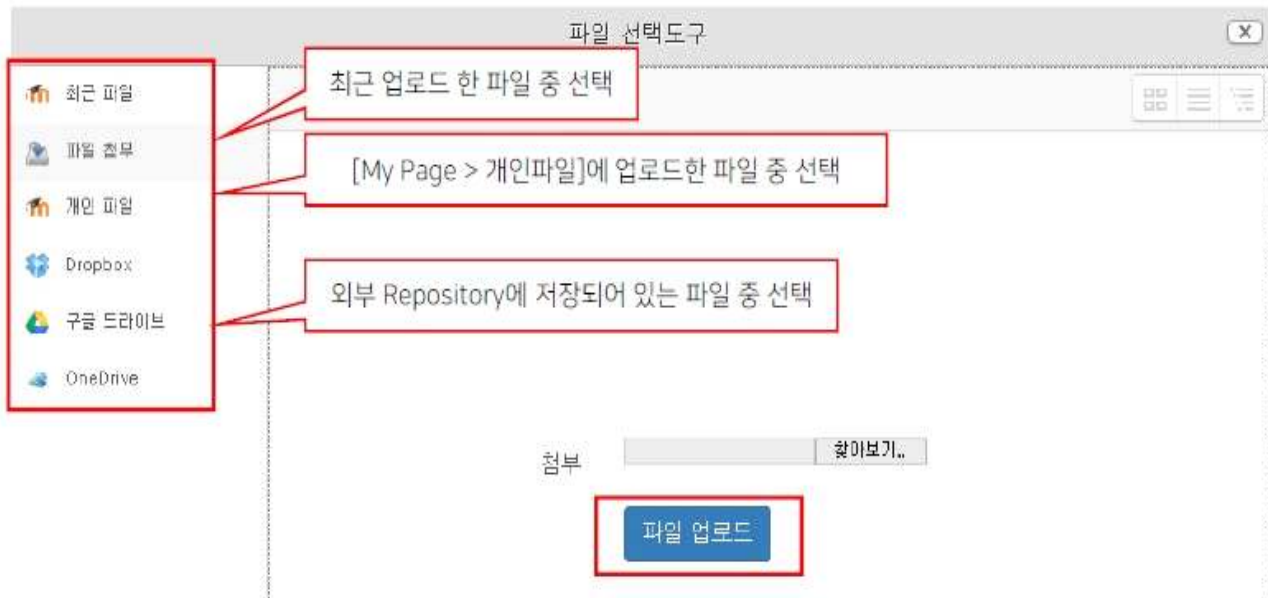 파일 선택도구
최근 파일
파일 첨부
개인 파일
Dropbox
구글 드라이브
OneDrive
최근 업로드 한 파일 중 선택
[My Page > 개인파일]에 업로드한 파일 중 선택
외부 Repository에 저장되어 있는 파일 중 선택
첨부
찾아보기..
파일 업로드